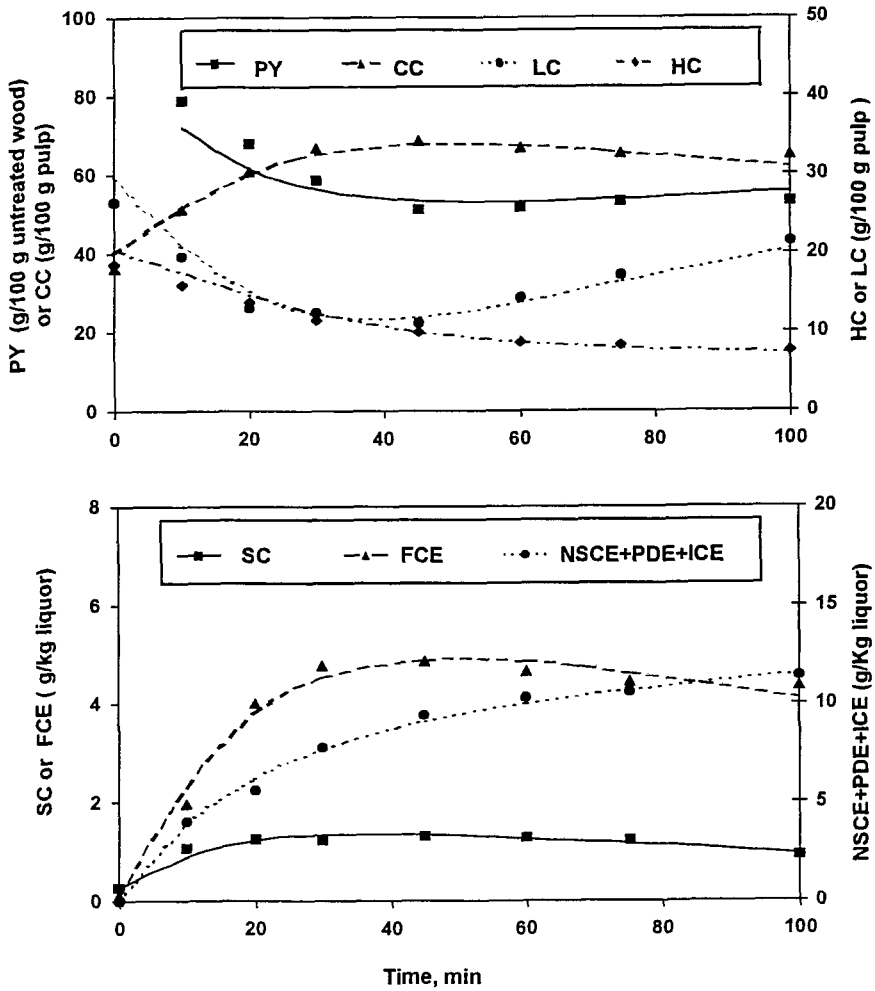 100
80
60
40
20
0
PY (g/100 g untreated wood)
or CC (g/100 g pulp)
PY
CC
LC
HC
50
40
30
20
10
0
HC or LC (g/100 g pulp )
0
20
40
60
80
100
8
6
4
2
0
SC or FCE ( g/kg liquor)
SC
FCE
NSCE+PDE+ICE
20
15
10
5
0
NSCE+PDE+ICE (g/Kg liquor)
0
20
40
60
80
100
Time, min